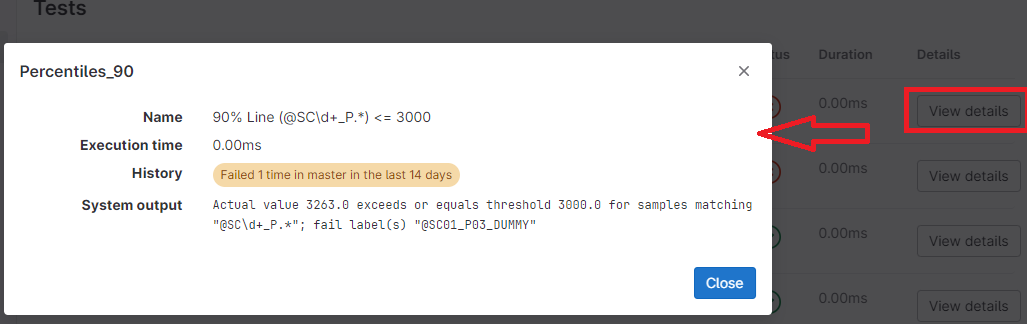 Tests
tus Duration Details
Percentiles_90
×
Name 90% Line (@SC\d+_P.*) <= 3000
Execution time 0.00ms
History Failed 1 time in master in the last 14 days
System output Actual value 3263.0 exceeds or equals threshold 3000.0 for samples matching
"@SC\d+_P.*"; fail label(s) "@SC01_P03_DUMMY"
Close
0.00ms View details
0.00ms View details
0.00ms View details
0.00ms View details